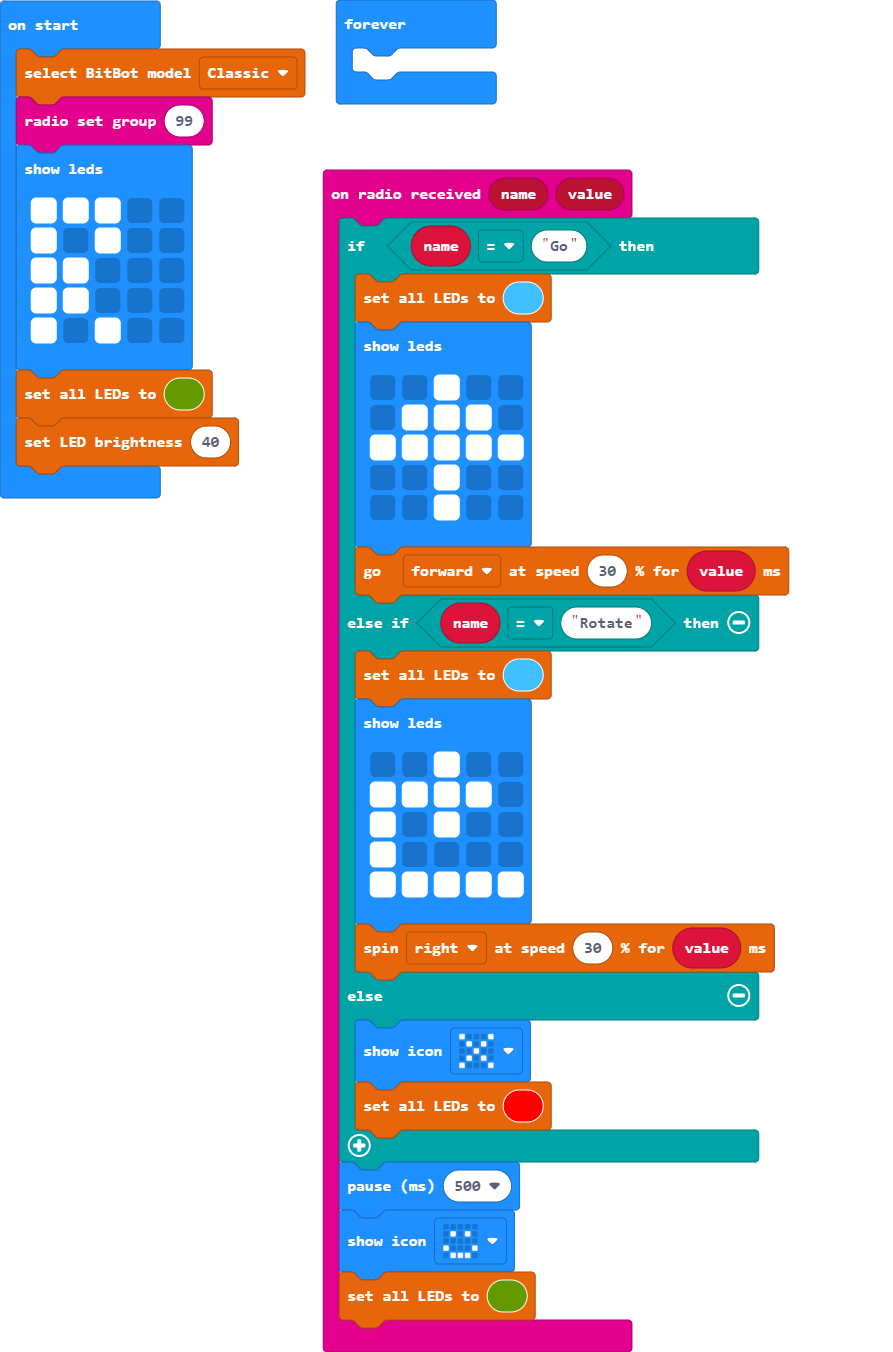 on start
select BitBot model Classic
radio set group 99
show leds
set all LEDs to
set LED brightness 40
forever
on radio received name value
if name = "Go" then
set all LEDs to
show leds
go forward at speed 30 % for value ms
else if name = "Rotate" then
set all LEDs to
show leds
spin right at speed 30 % for value ms
else
show icon
set all LEDs to
pause (ms) 500
show icon
set all LEDs to